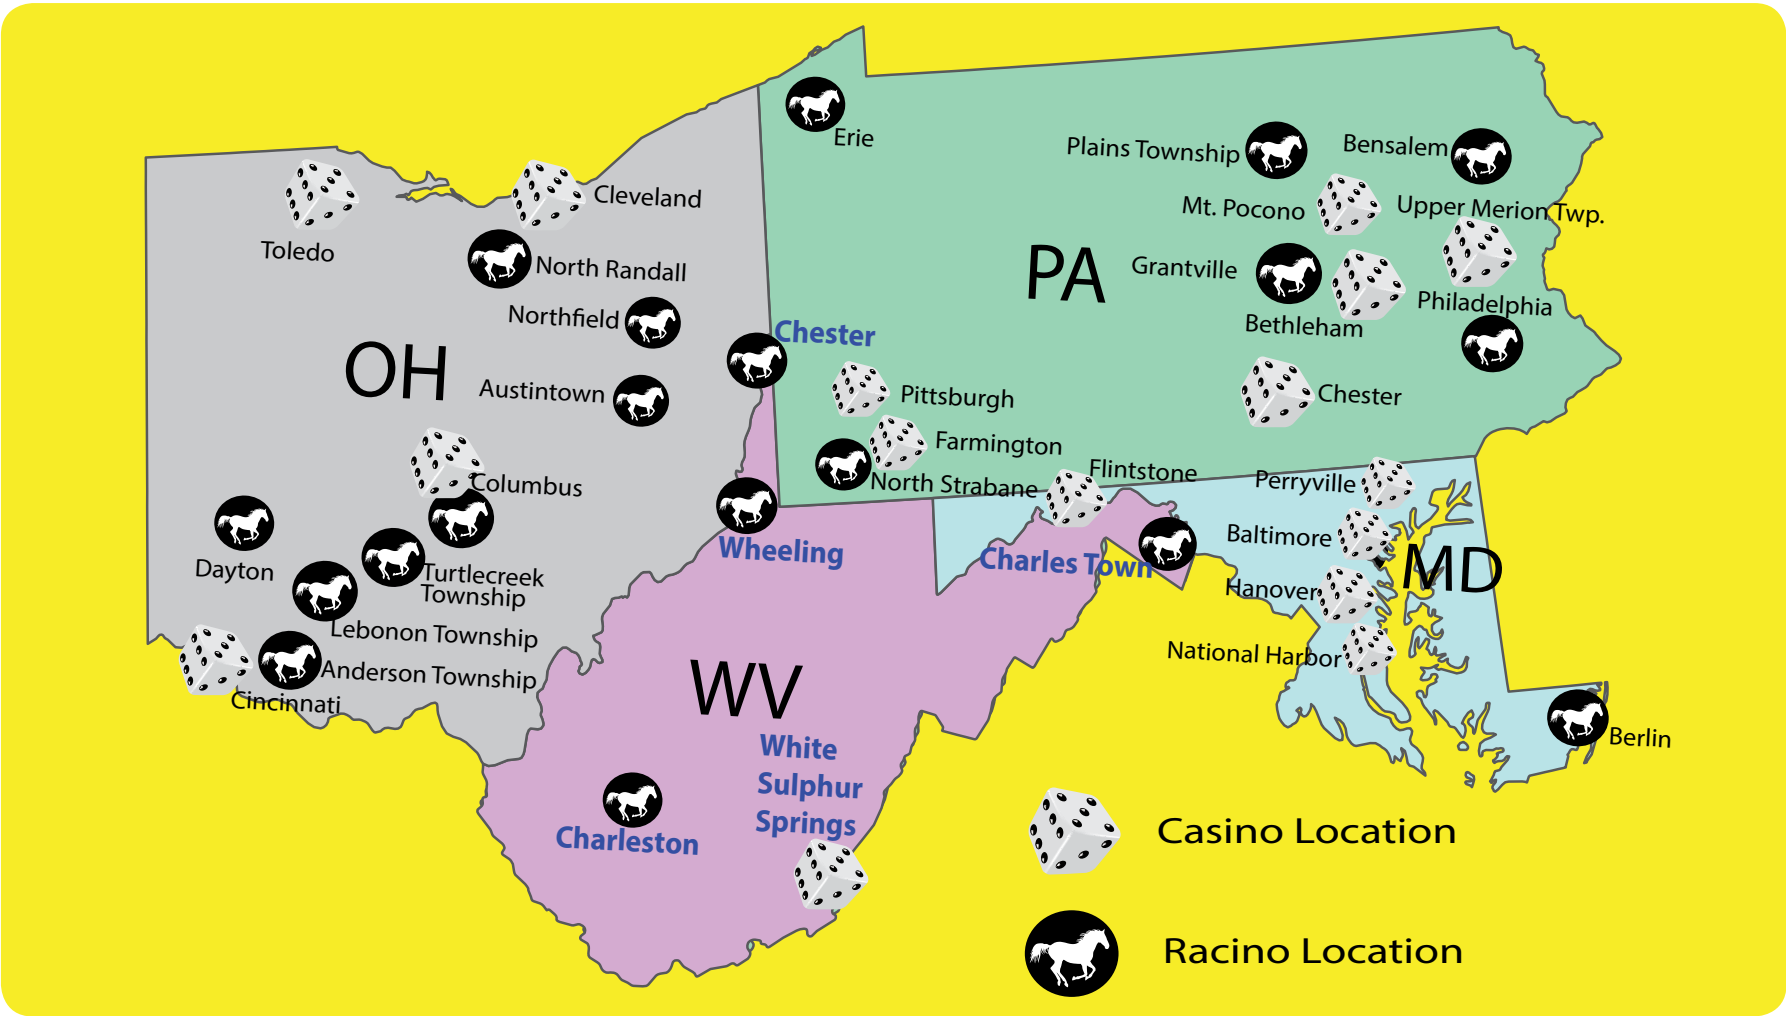 Erie
Plains Township
Bensalem
Cleveland
Mt. Pocono
Upper Merion Twp.
Toledo
North Randall
PA
Grantville
Philadelphia
Northfield
Bethleham
Chester
OH
Austintown
Pittsburgh
Chester
Farmington
Columbus
North Strabane
Flintstone
Perryville
Wheeling
Charles Town
Baltimore
MD
Dayton
Turtlecreek
Township
Hanover
Lebonon Township
National Harbor
Anderson Township
Cincinnati
WV
White
Sulphur
Springs
Berlin
Charleston
Casino Location
Racino Location